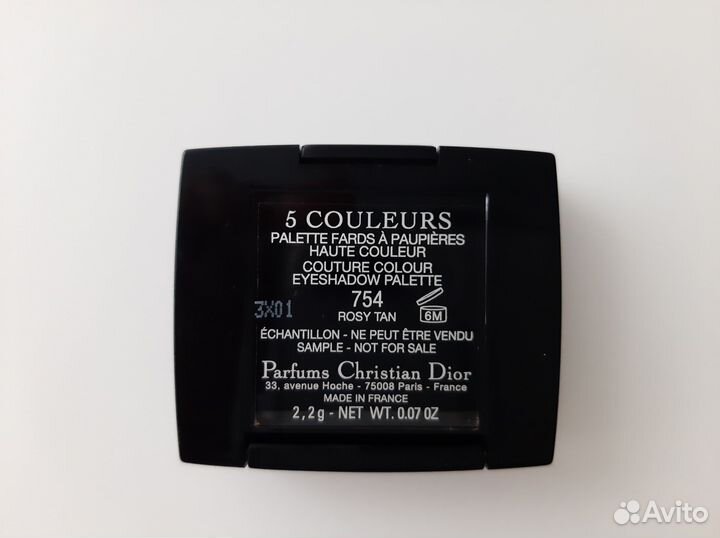 5 COULEURS
PALETTE FARDS À PAUPIÈRES
HAUTE COULEUR
COUTURE COLOUR
EYESHADOW PALETTE
754
3X01
ROSY TAN
6M
ÉCHANTILLON - NE PEUT ÊTRE VENDU
SAMPLE - NOT FOR SALE
Parfums Christian Dior
33, avenue Hoche - 75008 Paris - France
MADE IN FRANCE
2,2g - NET WT. 0.07 OZ
Avito